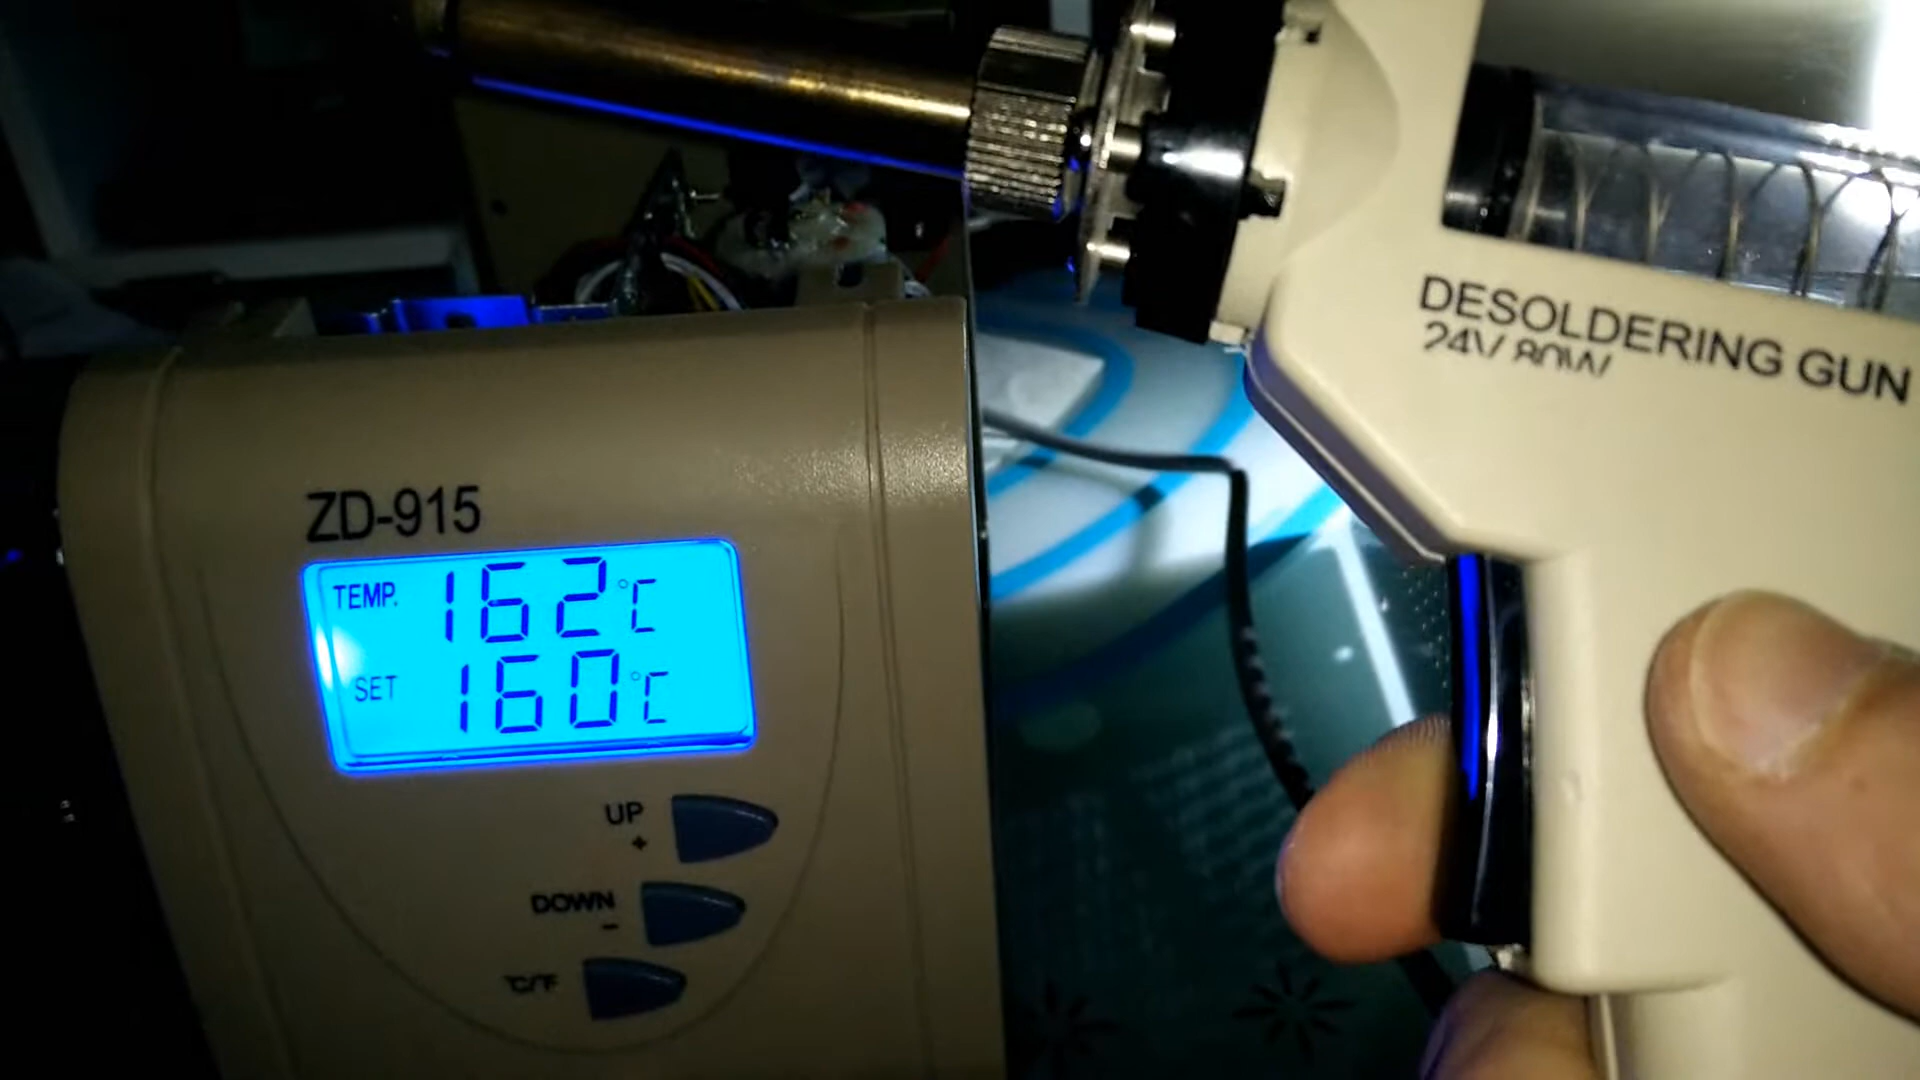 DESOLDERING GUN
24V 80W
ZD-915
TEMP. 162°C
SET 160°C
UP
+
DOWN
-
°C/°F